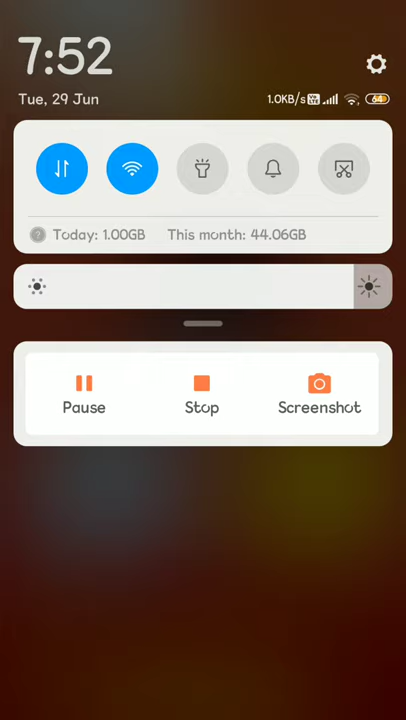 7:52
Tue, 29 Jun 1.0KB/s 64
Today: 1.00GB This month: 44.06GB
Pause Stop Screenshot